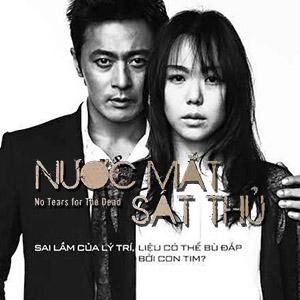 NƯỚC MẮT
No Tears for The Dead
SÁT THỦ
SAI LẦM CỦA LÝ TRÍ, LIỆU CÓ THỂ BÙ ĐẮP
BỞI CON TIM?